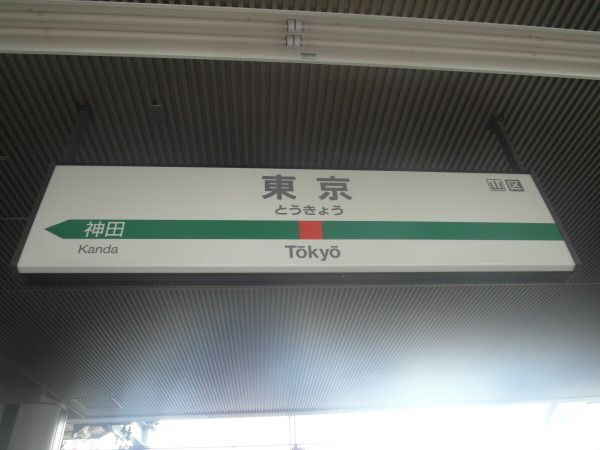 東京
とうきょう
山 区
神田
Kanda
Tōkyō